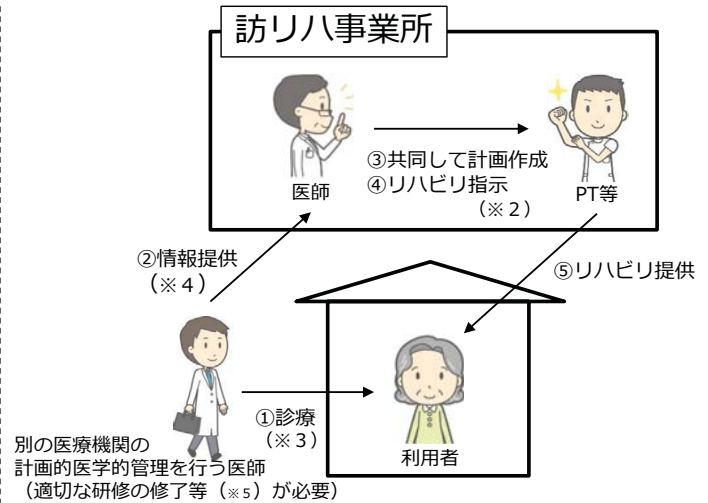 訪リハ事業所
医師
③共同して計画作成
④リハビリ指示
（※２）
PT等
②情報提供
（※４）
⑤リハビリ提供
①診療
（※３）
利用者
別の医療機関の
計画的医学的管理を行う医師
（適切な研修の修了等（※5）が必要）